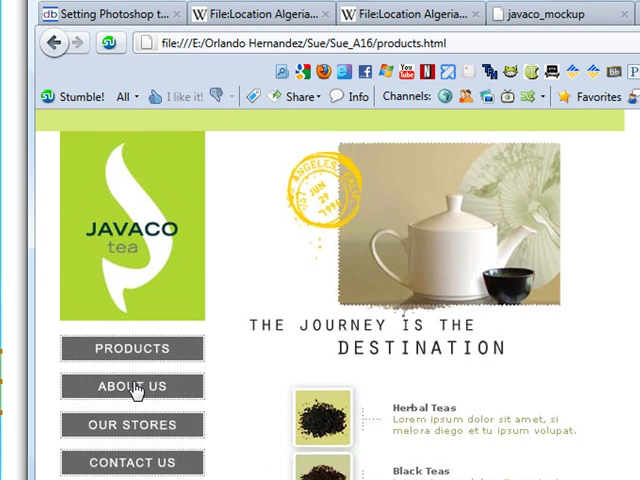 Setting Photoshop t...
File:Location Algeria...
File:Location Algeria...
javaco_mockup
file:///E:/Orlando Hernandez/Sue/Sue_A16/products.html
You
Tube
Stumble!
All
I like it!
Share
Info
Channels:
Favorites
JAVACO
tea
LOS ANGELES, CALIF
JUN
29
1996
THE JOURNEY IS THE
DESTINATION
PRODUCTS
ABOUT US
OUR STORES
CONTACT US
Herbal Teas
Lorem ipsum dolor sit amet, si
melora diego et tu ipsum volupat.
Black Teas